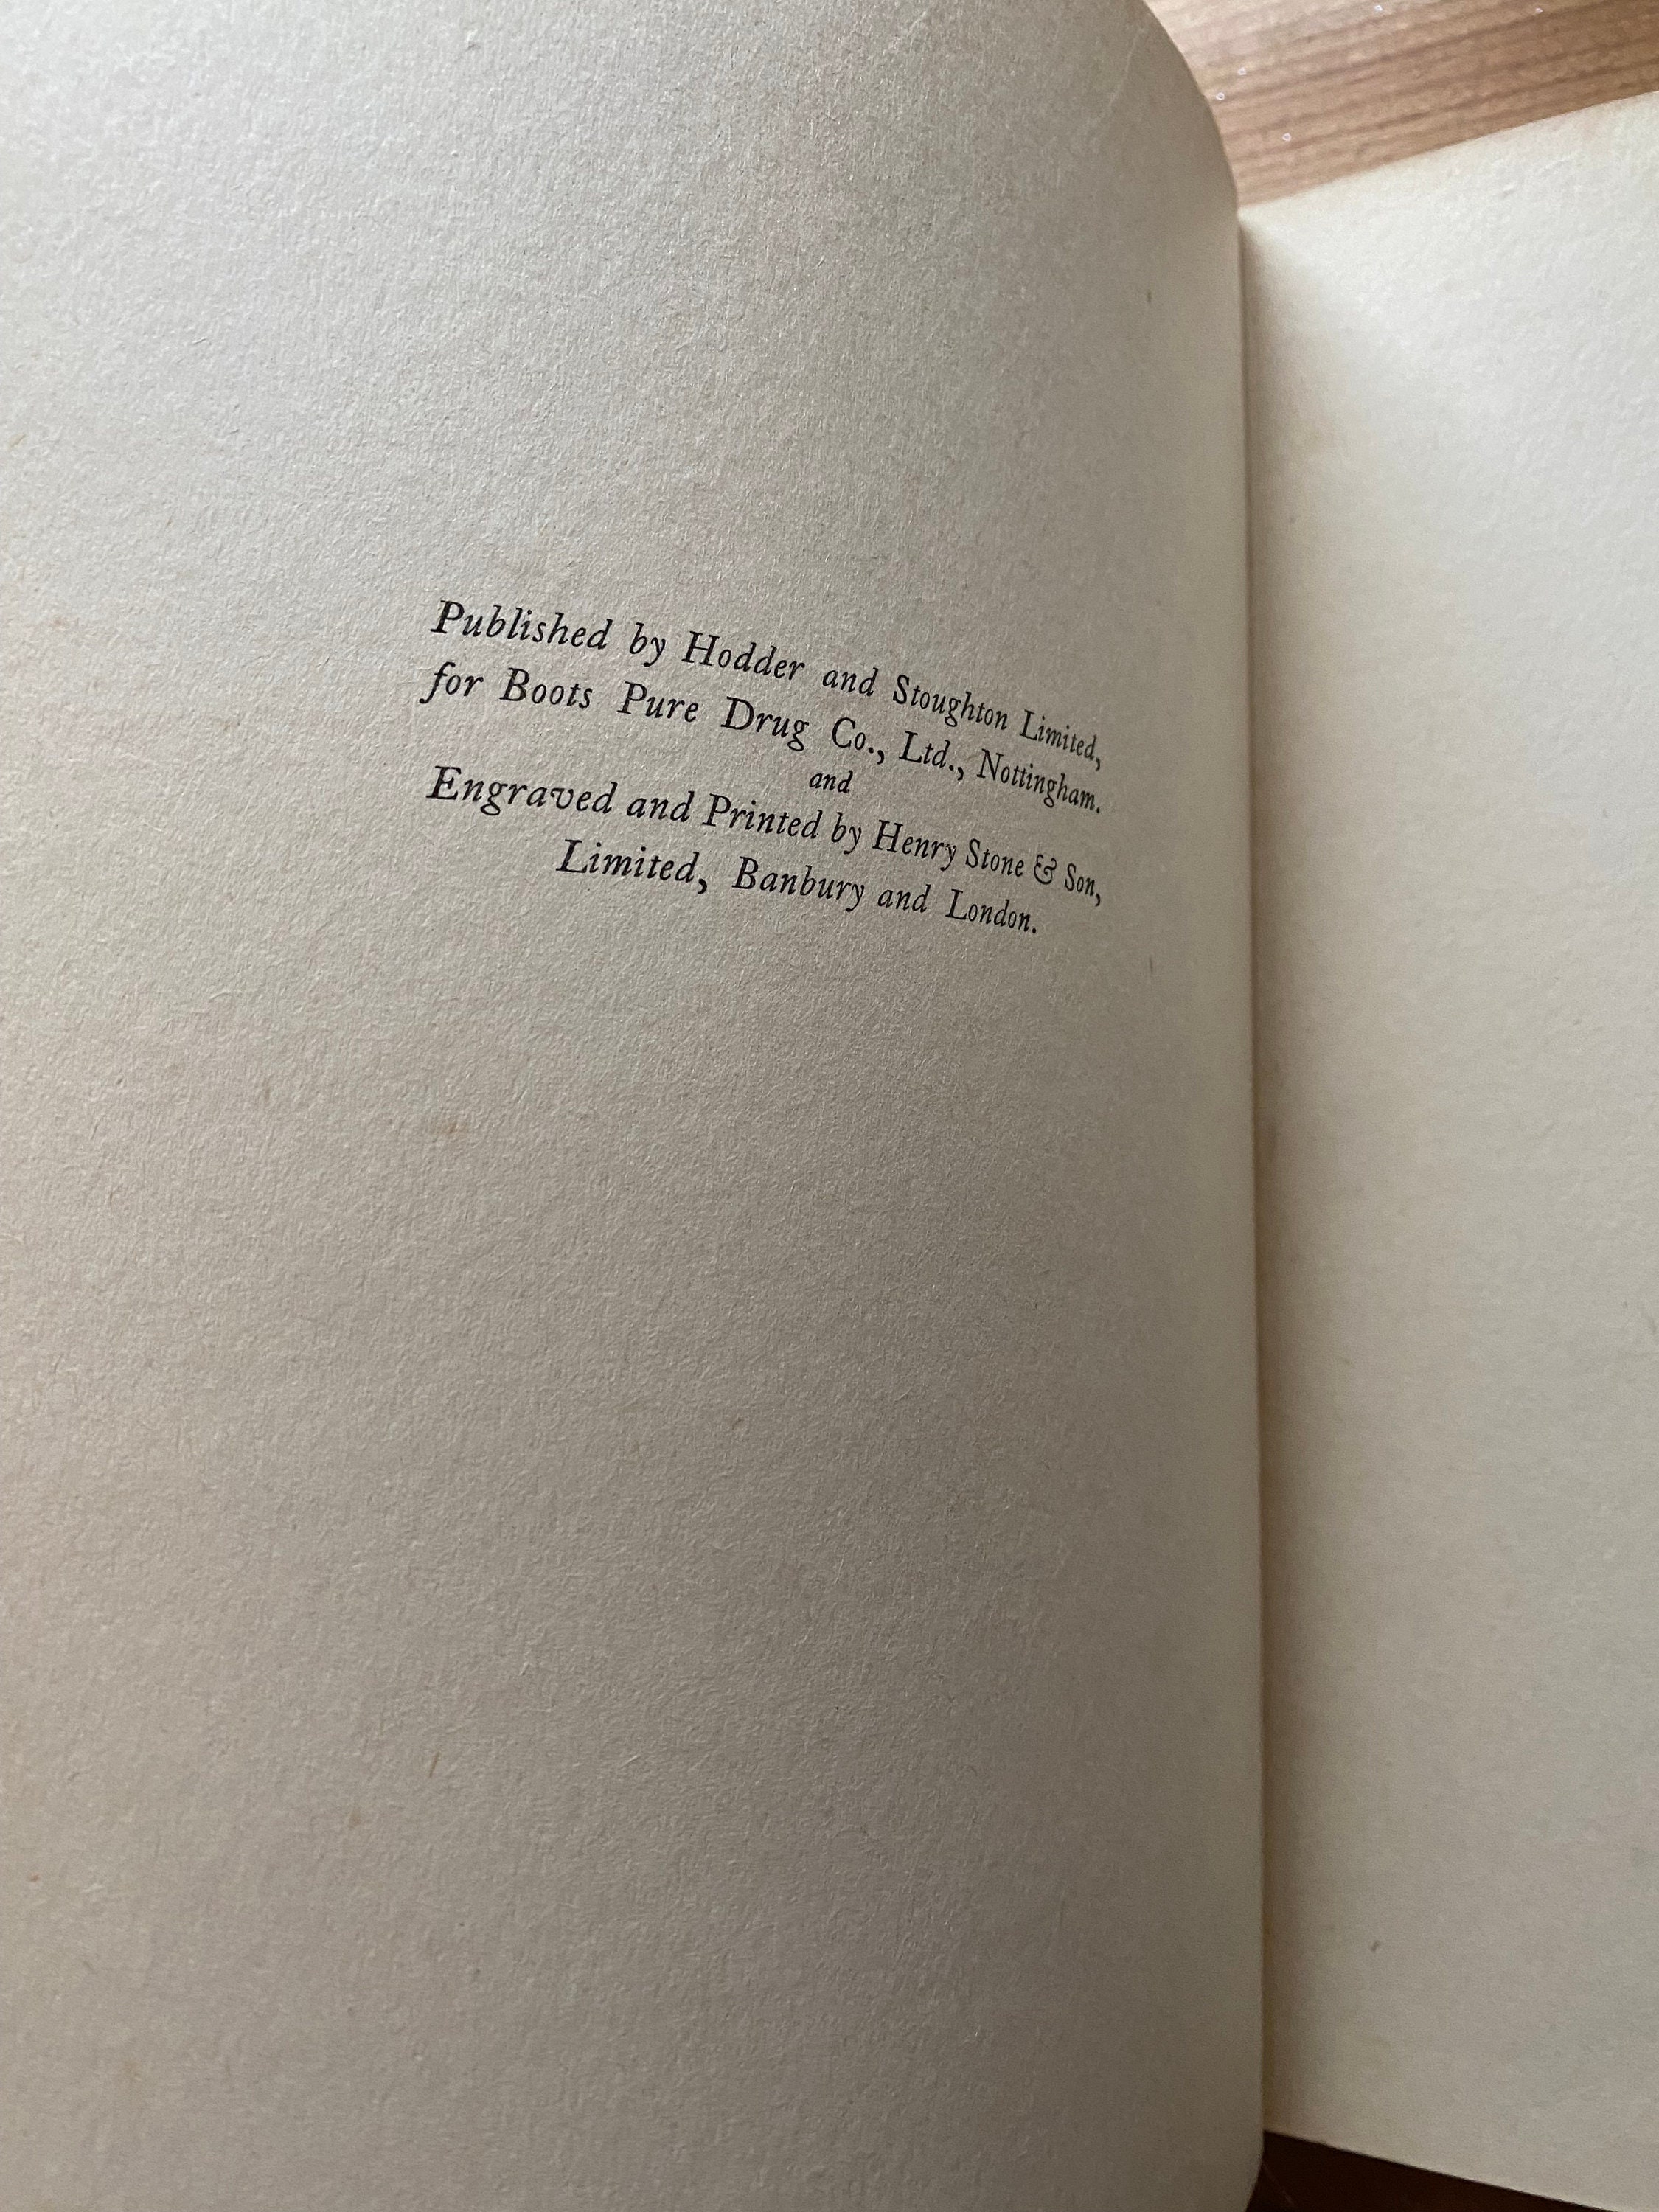 Published by Hodder and Stoughton Limited,
for Boots Pure Drug Co., Ltd., Nottingham.
and
Engraved and Printed by Henry Stone & Son,
Limited, Banbury and London.